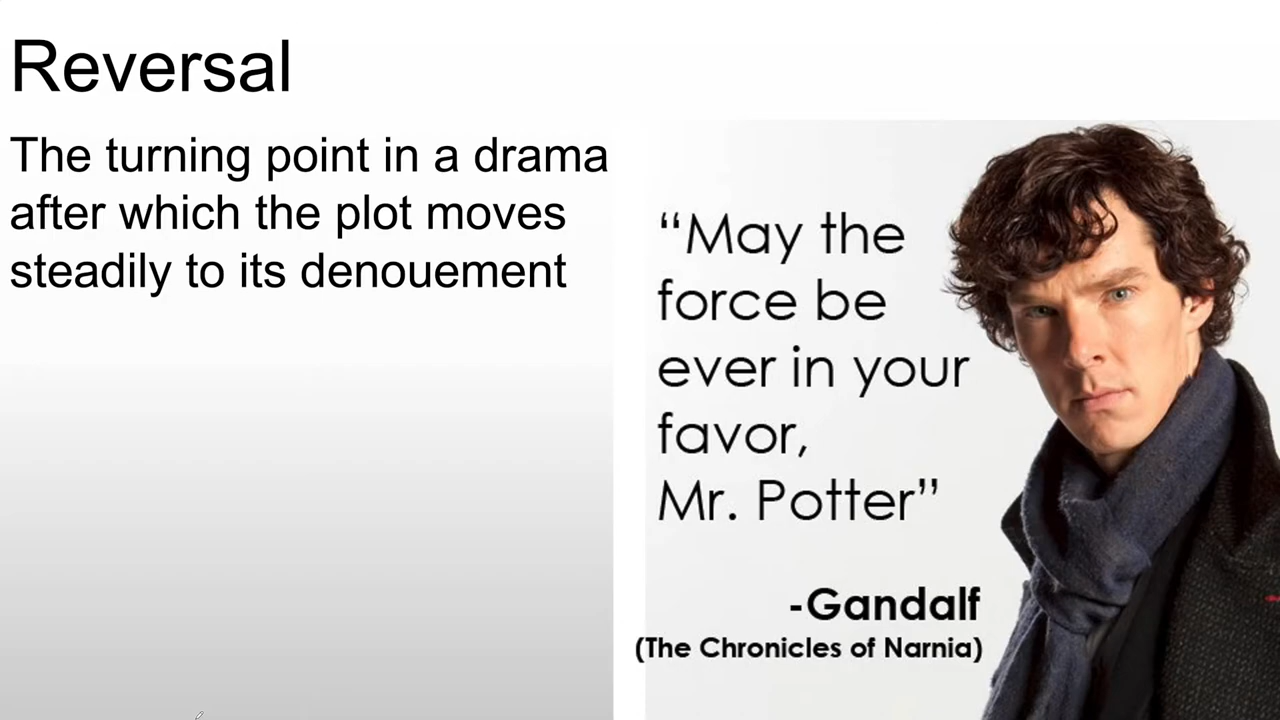 Reversal
The turning point in a drama
after which the plot moves
steadily to its denouement
“May the
force be
ever in your
favor,
Mr. Potter”
-Gandalf
(The Chronicles of Narnia)